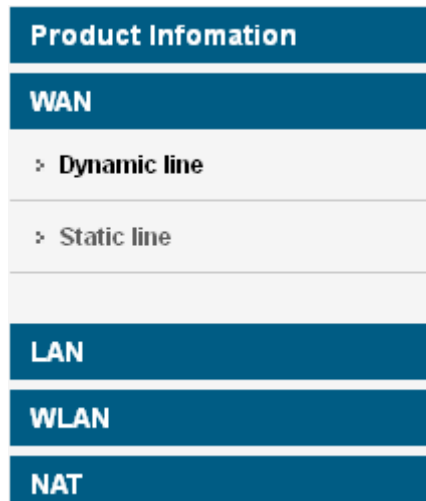 Product Infomation
WAN
Dynamic line
Static line
LAN
WLAN
NAT